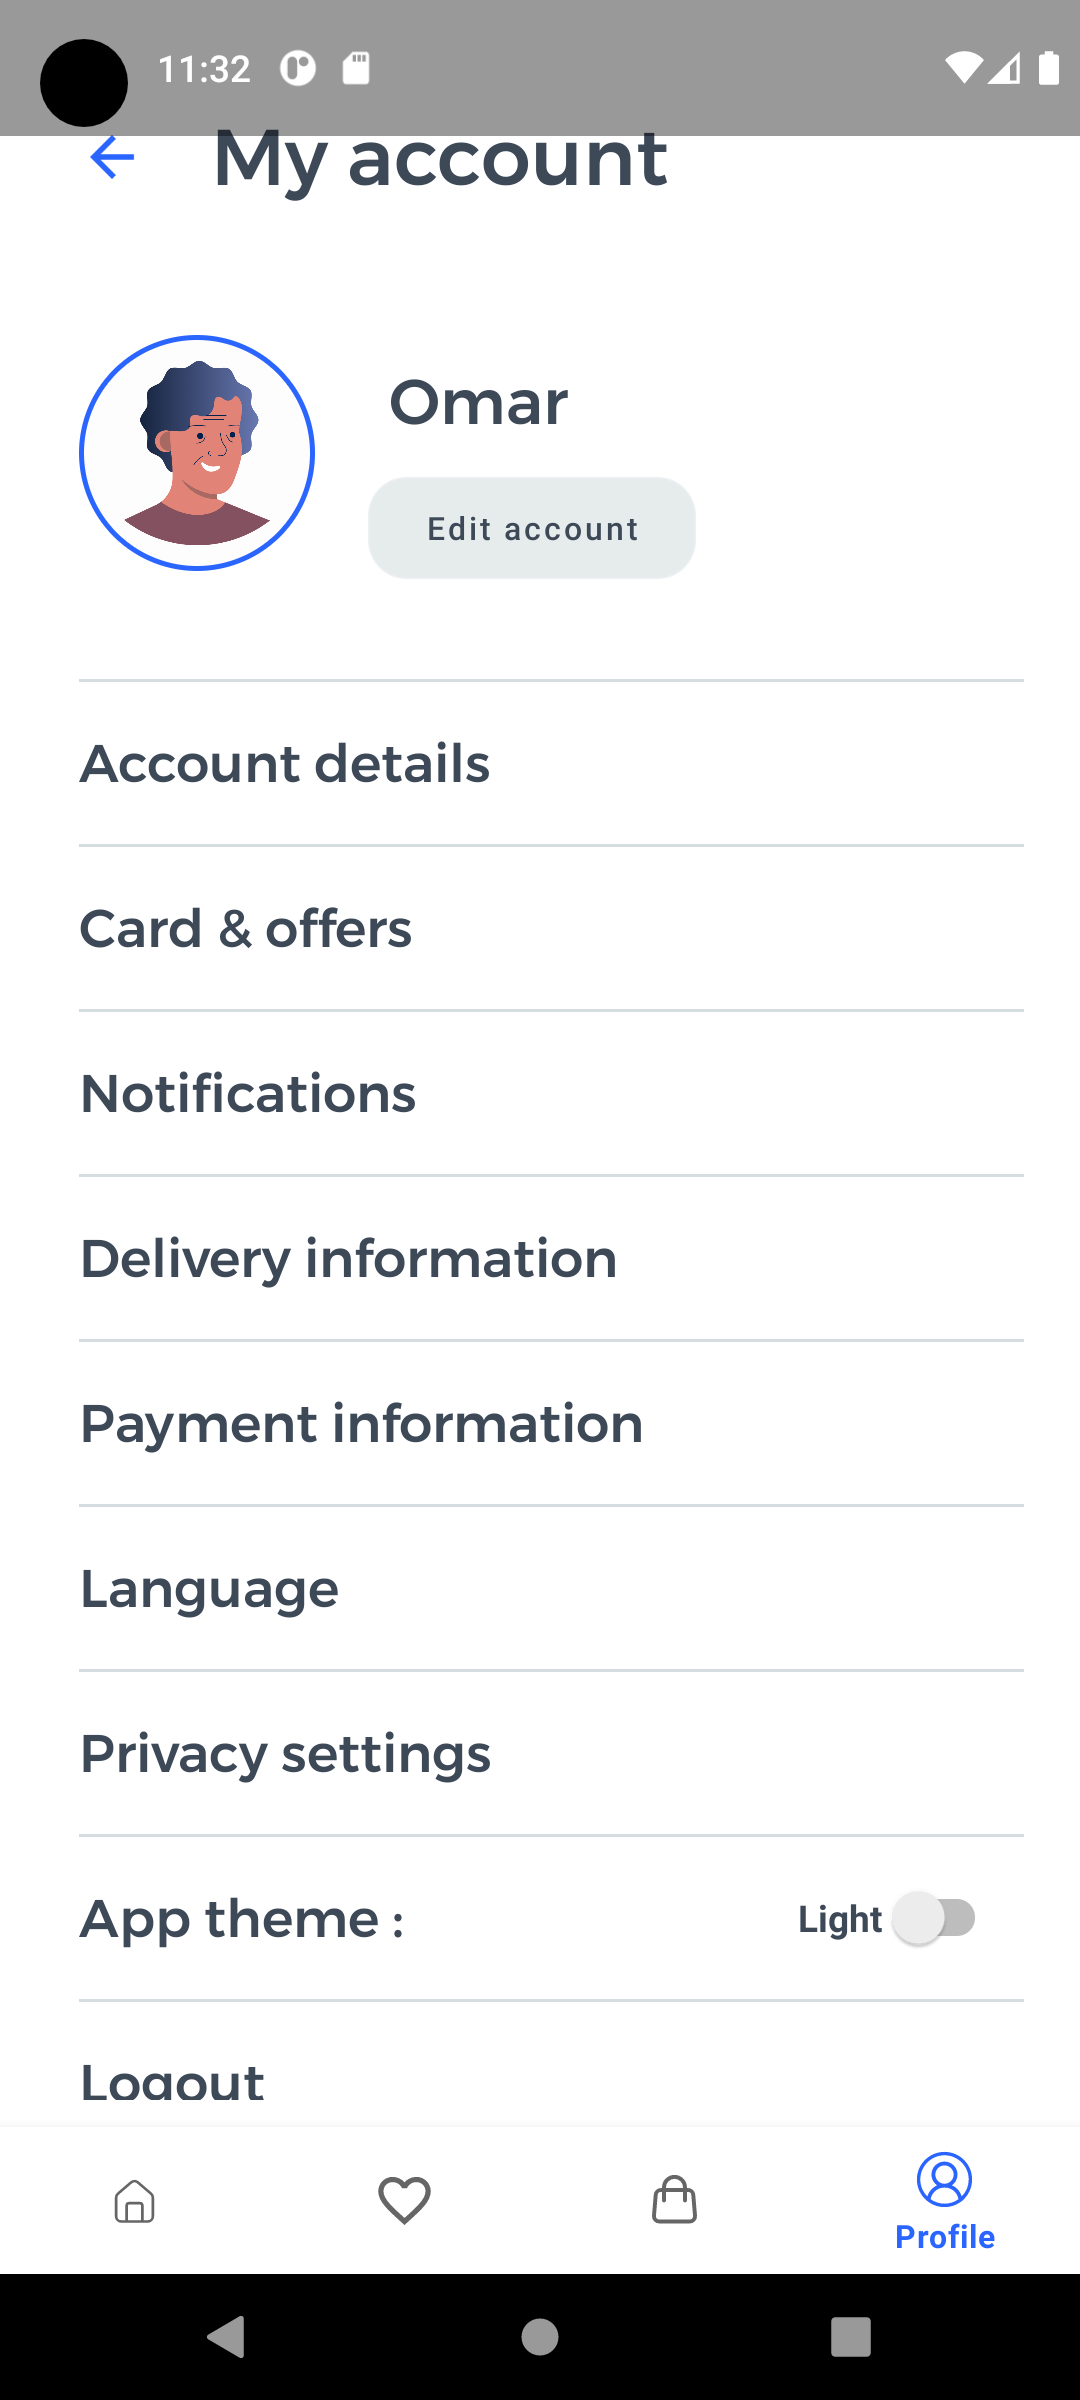 11:32
My account
Omar
Edit account
Account details
Card & offers
Notifications
Delivery information
Payment information
Language
Privacy settings
App theme :
Light
Logout
Profile